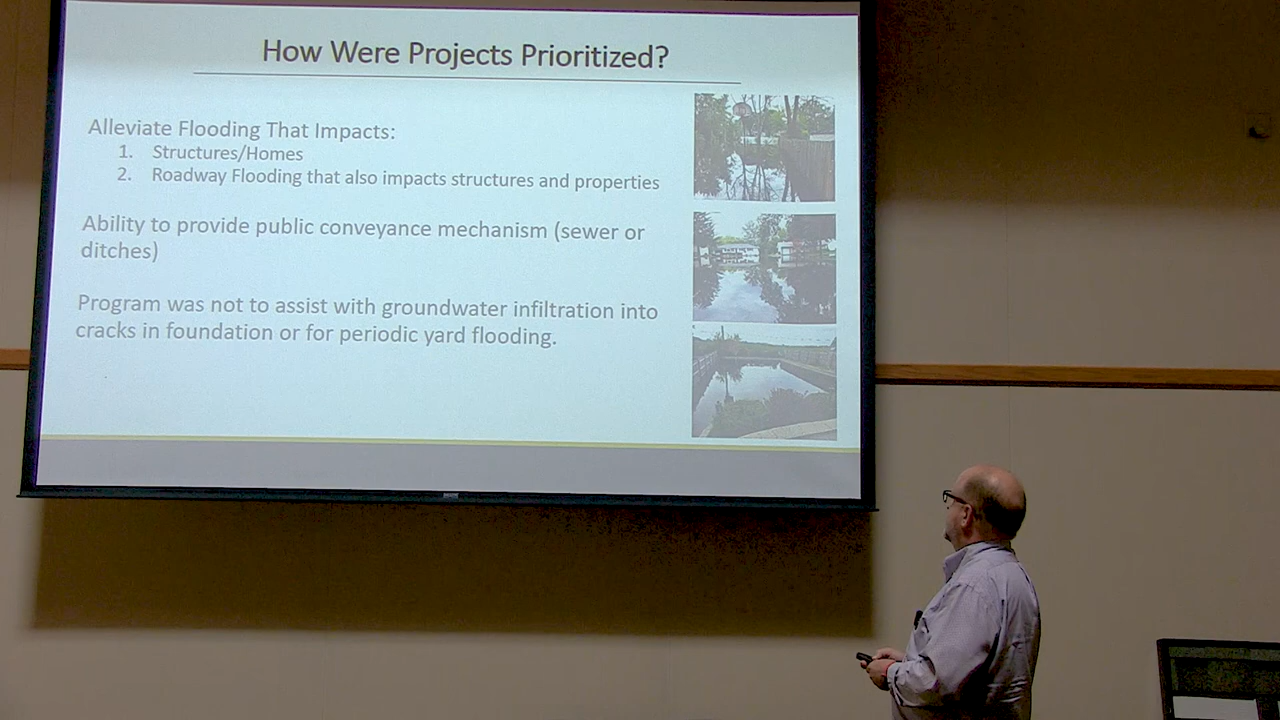 How Were Projects Prioritized?
Alleviate Flooding That Impacts:
1. Structures/Homes
2. Roadway Flooding that also impacts structures and properties
Ability to provide public conveyance mechanism (sewer or
ditches)
Program was not to assist with groundwater infiltration into
cracks in foundation or for periodic yard flooding.